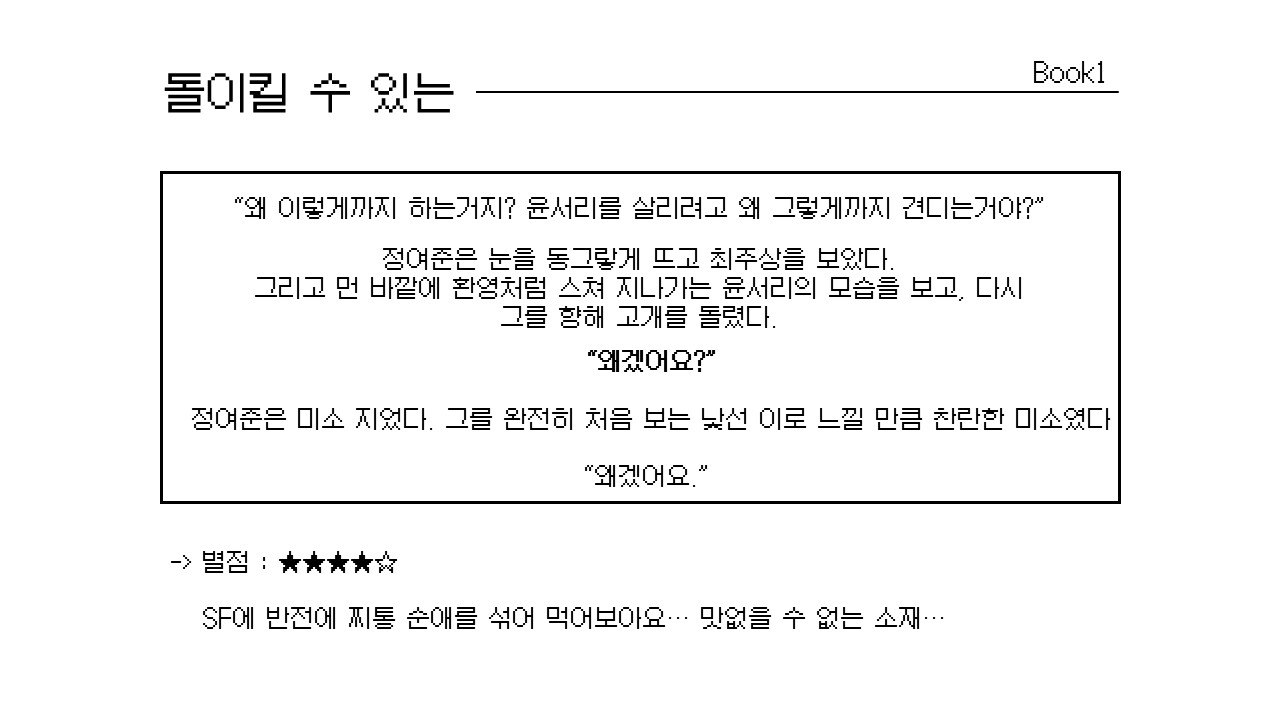 돌이킬 수 있는
Book1
“왜 이렇게까지 하는거지? 윤서리를 살리려고 왜 그렇게까지 견디는거야?”
정여준은 눈을 동그랗게 뜨고 최주상을 보았다.
그리고 먼 바깥에 환영처럼 스쳐 지나가는 윤서리의 모습을 보고, 다시
그를 향해 고개를 돌렸다.
“왜겠어요?”
정여준은 미소 지었다. 그를 완전히 처음 보는 낯선 이로 느낄 만큼 찬란한 미소였다
“왜겠어요.”
-> 별점 : ★★★★☆
SF에 반전에 찌통 순애를 섞어 먹어보아요… 맛없을 수 없는 소재…